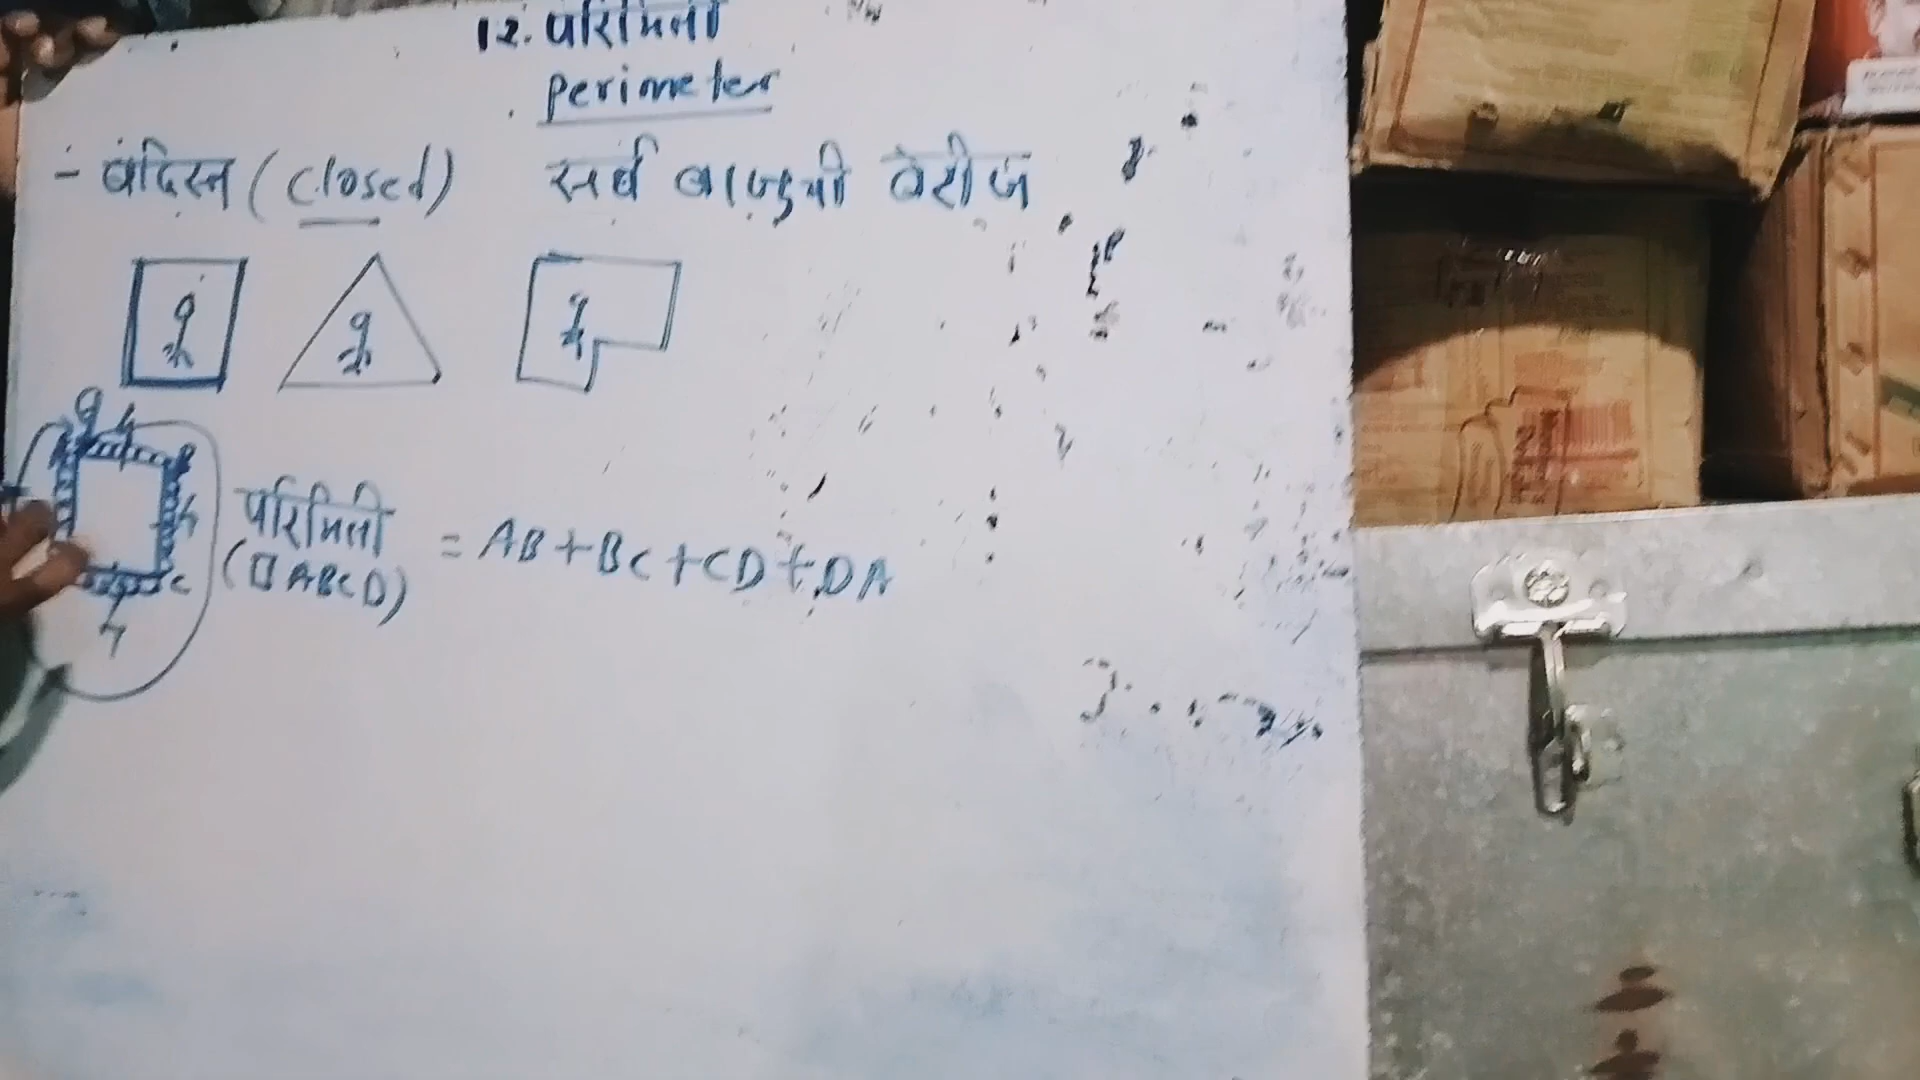 12. परिमिती
perimeter
- बंदिस्त (closed) सर्व बाजूची बेरीज
परिमिती
(□ ABCD) = AB+BC+CD+DA